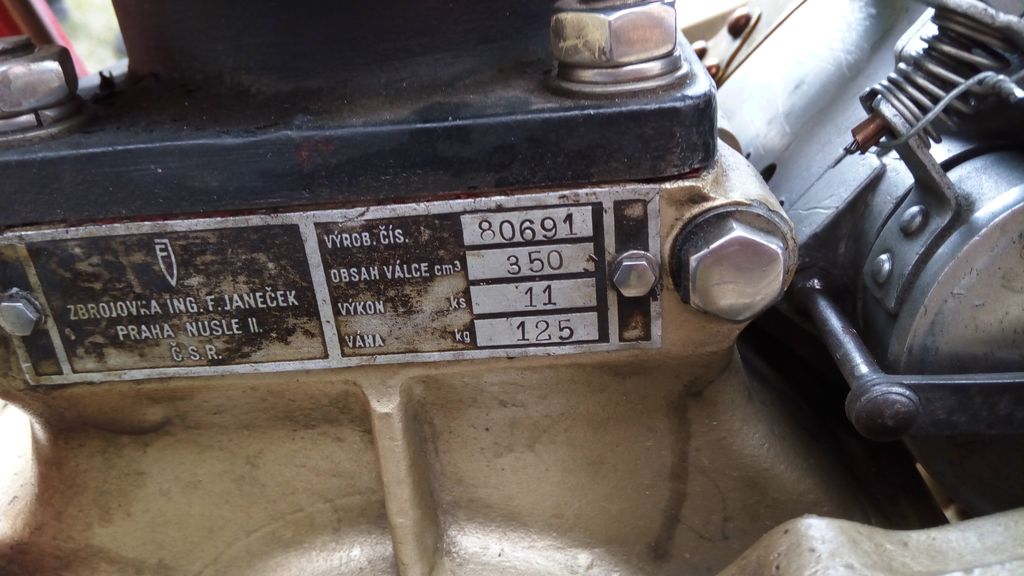 FJ
ZBROJOVKA ING. F. JANEČEK
PRAHA NUSLE II.
Č.S.R.
VÝROB. ČÍS. 80691
OBSAH VÁLCE cm³ 350
VÝKON ks 11
VÁHA kg 125